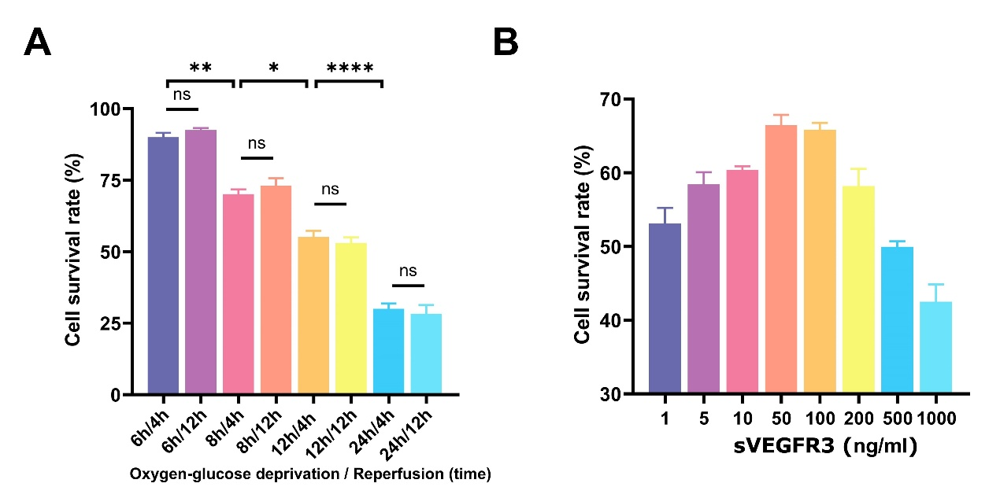 A
B
** * ****
ns
ns
ns
ns
Cell survival rate (%)
100
75
50
25
0
6h/4h 6h/12h 8h/4h 8h/12h 12h/4h 12h/12h 24h/4h 24h/12h
Oxygen-glucose deprivation / Reperfusion (time)
Cell survival rate (%)
70
60
50
40
30
1 5 10 50 100 200 500 1000
sVEGFR3 (ng/ml)